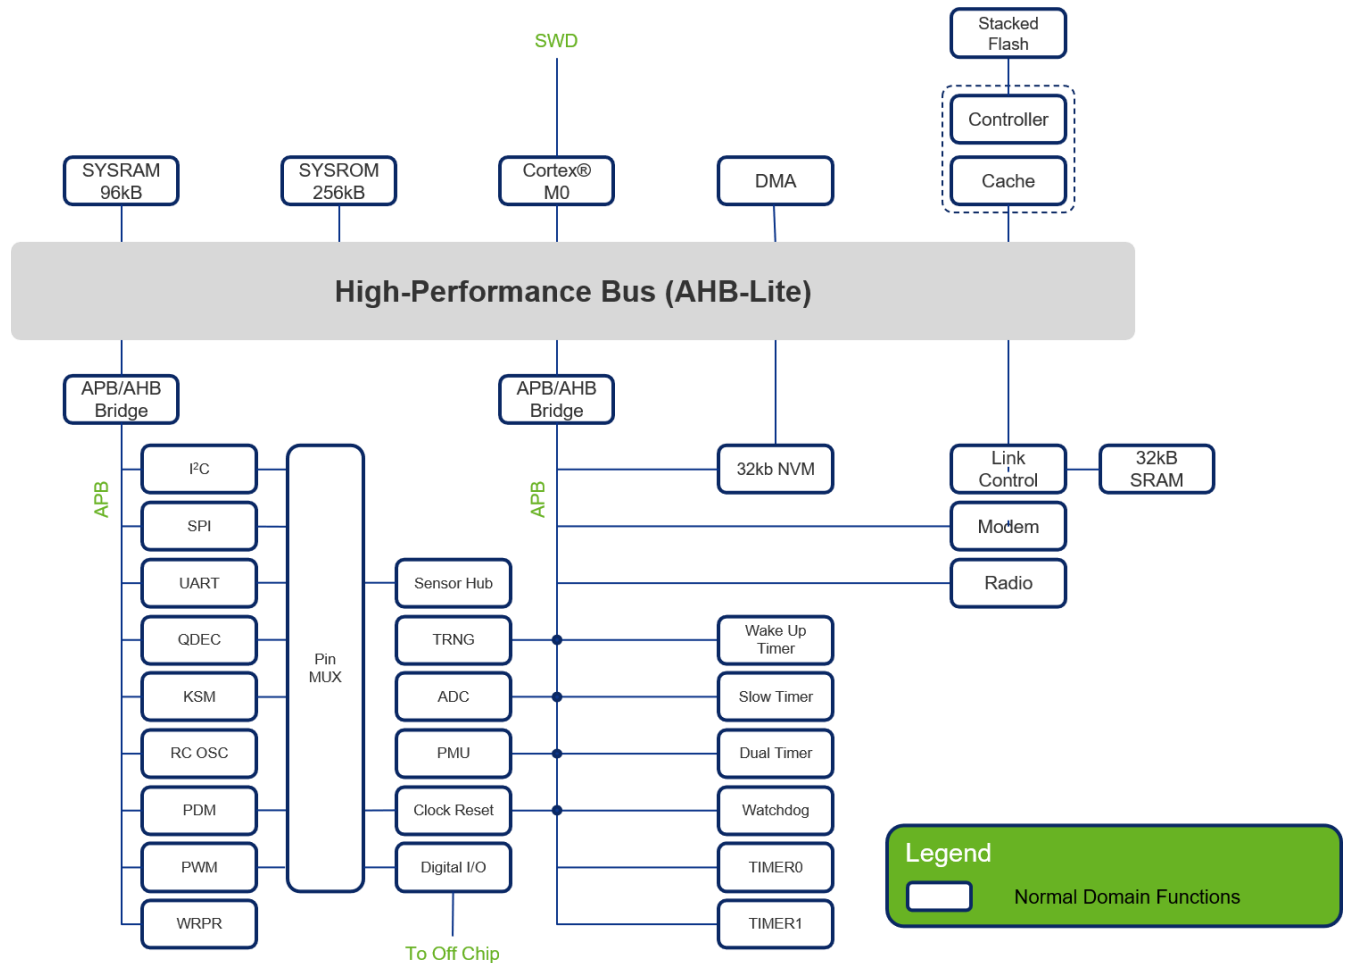 SWD
Stacked
Flash
Controller
Cache
SYSRAM
96kB
SYSROM
256kB
Cortex®
M0
DMA
High-Performance Bus (AHB-Lite)
APB/AHB
Bridge
APB/AHB
Bridge
APB
I²C
SPI
UART
QDEC
KSM
RC OSC
PDM
PWM
WRPR
Pin
MUX
Sensor Hub
TRNG
ADC
PMU
Clock Reset
Digital I/O
To Off Chip
APB
32kb NVM
Wake Up
Timer
Slow Timer
Dual Timer
Watchdog
TIMER0
TIMER1
Link
Control
32kB
SRAM
Modem
Radio
Legend
Normal Domain Functions